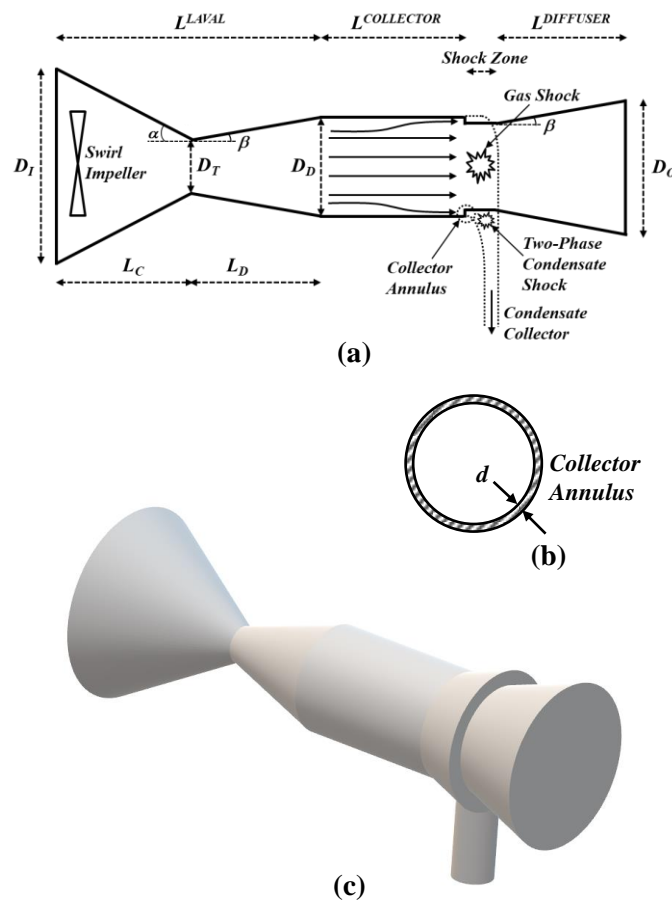 L^LAVAL L^COLLECTOR L^DIFFUSER
Shock Zone
Gas Shock
α β β
D_I Swirl Impeller D_T D_D D_O
L_C L_D
Collector Annulus
Two-Phase Condensate Shock
Condensate Collector
(a)
d Collector Annulus
(b)
(c)